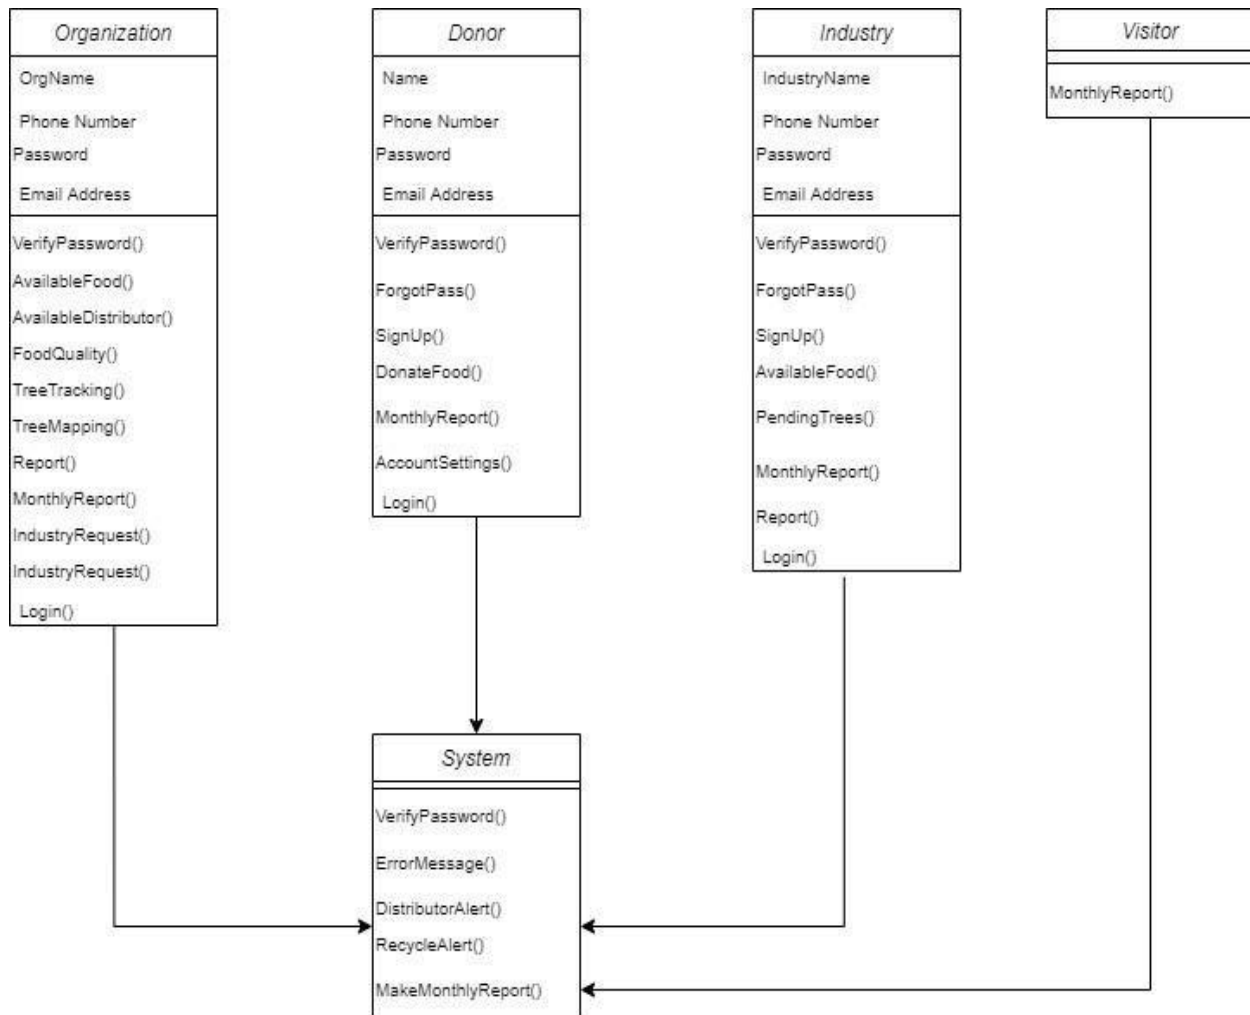 Organization
OrgName
Phone Number
Password
Email Address
VerifyPassword()
AvailableFood()
AvailableDistributor()
FoodQuality()
TreeTracking()
TreeMapping()
Report()
MonthlyReport()
IndustryRequest()
IndustryRequest()
Login()
Donor
Name
Phone Number
Password
Email Address
VerifyPassword()
ForgotPass()
SignUp()
DonateFood()
MonthlyReport()
AccountSettings()
Login()
Industry
IndustryName
Phone Number
Password
Email Address
VerifyPassword()
ForgotPass()
SignUp()
AvailableFood()
PendingTrees()
MonthlyReport()
Report()
Login()
Visitor
MonthlyReport()
System
VerifyPassword()
ErrorMessage()
DistributorAlert()
RecycleAlert()
MakeMonthlyReport()